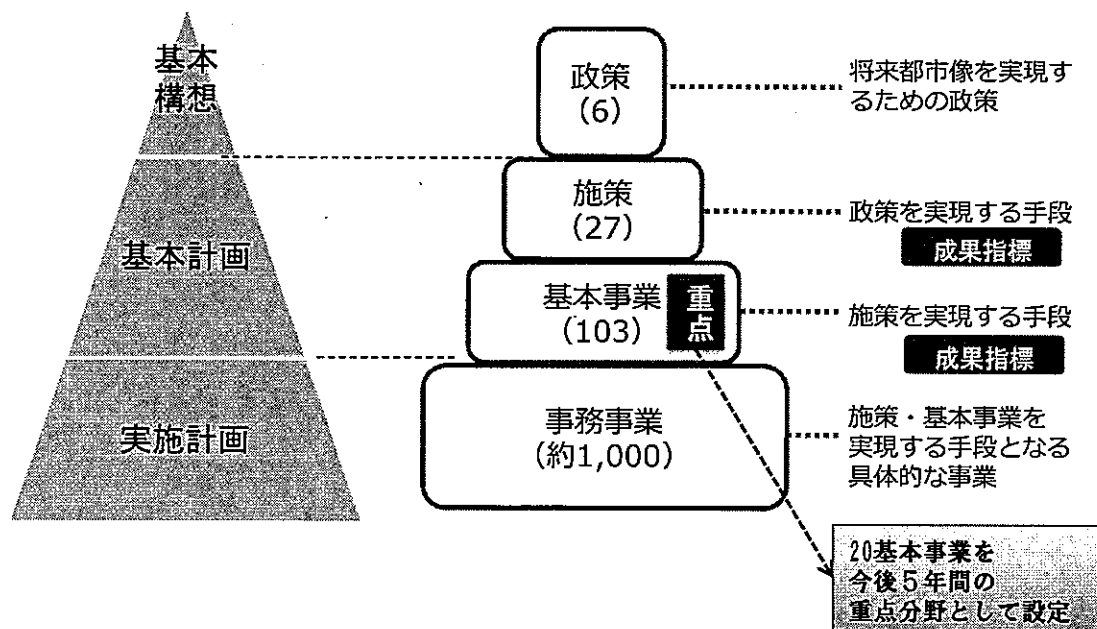 基本
構想
基本計画
実施計画
政策
(6)
施策
(27)
基本事業
(103)
重点
事務事業
(約1,000)
将来都市像を実現す
るための政策
政策を実現する手段
成果指標
施策を実現する手段
成果指標
施策・基本事業を
実現する手段となる
具体的な事業
20基本事業を
今後5年間の
重点分野として設定